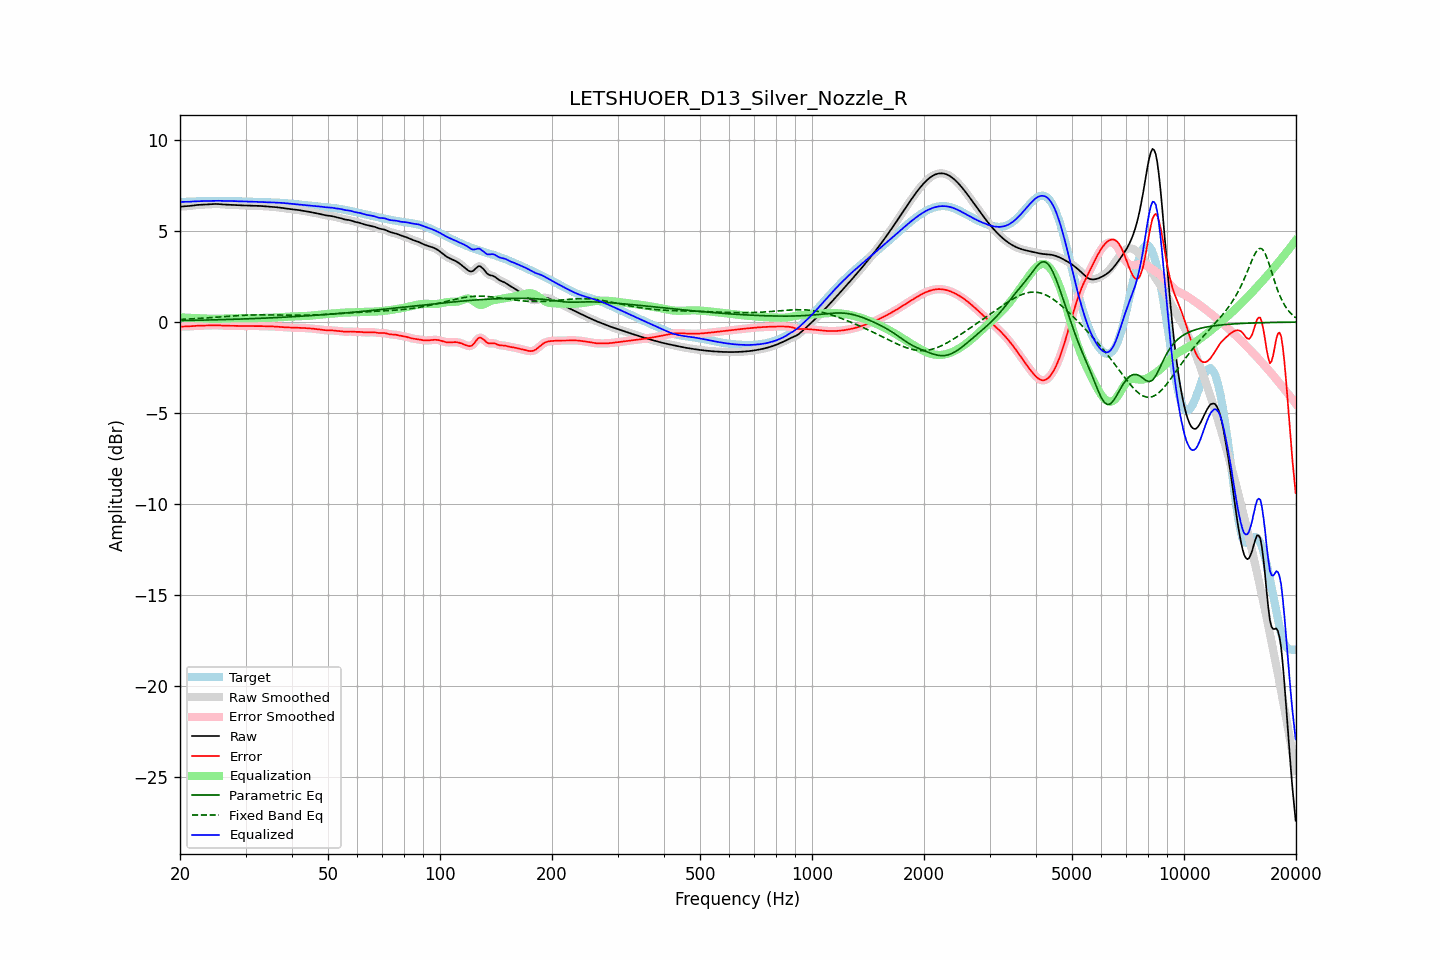 LETSHUOER_D13_Silver_Nozzle_R
10
5
0
−5
−10
−15
−20
−25
Amplitude (dBr)
Target
Raw Smoothed
Error Smoothed
Raw
Error
Equalization
Parametric Eq
Fixed Band Eq
Equalized
20
50
100
200
500
1000
2000
5000
10000
20000
Frequency (Hz)